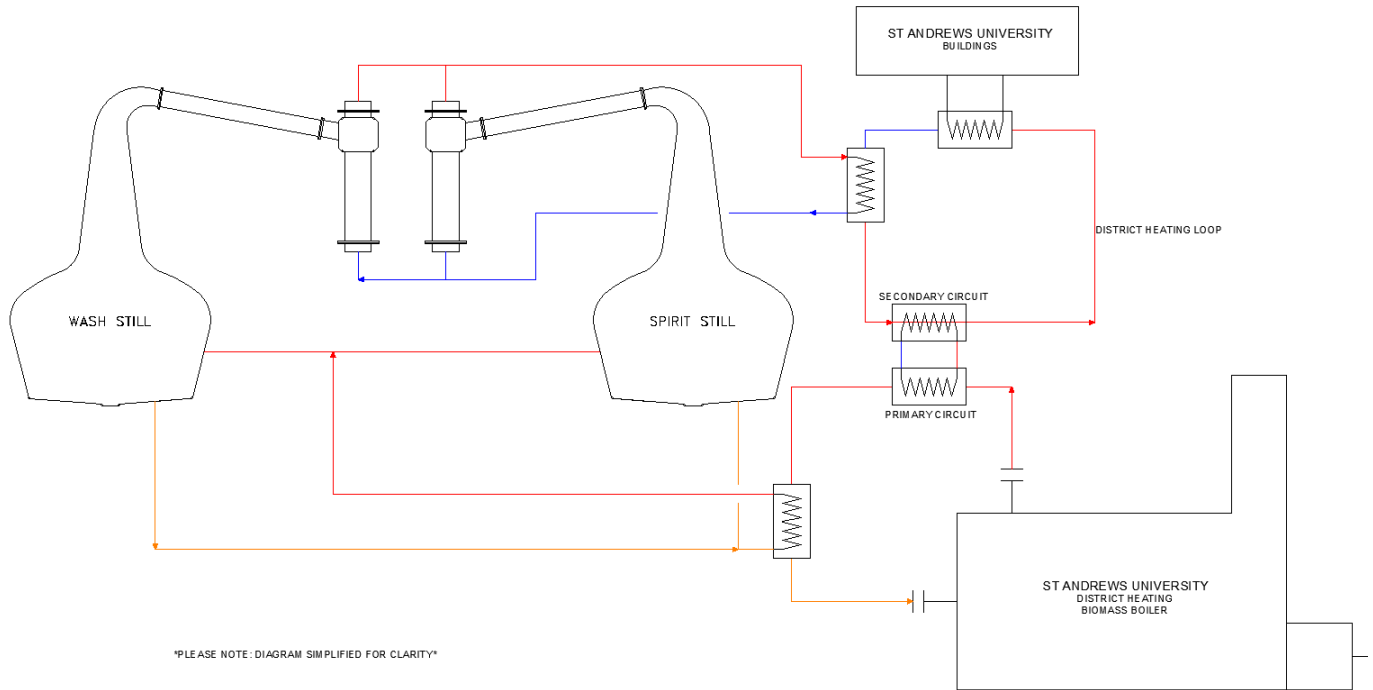 ST ANDREWS UNIVERSITY
BUILDINGS
DISTRICT HEATING LOOP
SECONDARY CIRCUIT
WASH STILL
SPIRIT STILL
PRIMARY CIRCUIT
ST ANDREWS UNIVERSITY
DISTRICT HEATING
BIOMASS BOILER
*PLEASE NOTE: DIAGRAM SIMPLIFIED FOR CLARITY*